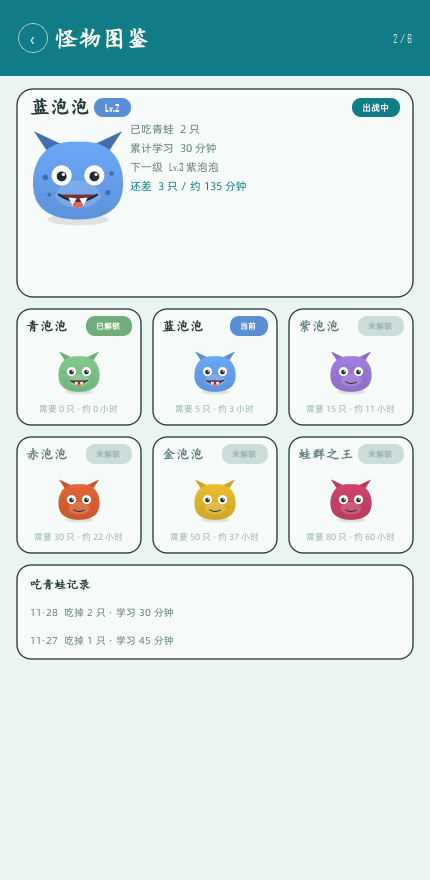 ‹ 怪物图鉴 2/6
蓝泡泡 Lv.2 出战中
已吃青蛙 2 只
累计学习 30 分钟
下一级 Lv.3 紫泡泡
还差 3 只 / 约 135 分钟
青泡泡 已解锁
需要 0 只 · 约 0 小时
蓝泡泡 当前
需要 5 只 · 约 3 小时
紫泡泡 未解锁
需要 15 只 · 约 11 小时
赤泡泡 未解锁
需要 30 只 · 约 22 小时
金泡泡 未解锁
需要 50 只 · 约 37 小时
蛙群之王 未解锁
需要 80 只 · 约 60 小时
吃青蛙记录
11-28 吃掉 2 只 · 学习 30 分钟
11-27 吃掉 1 只 · 学习 45 分钟